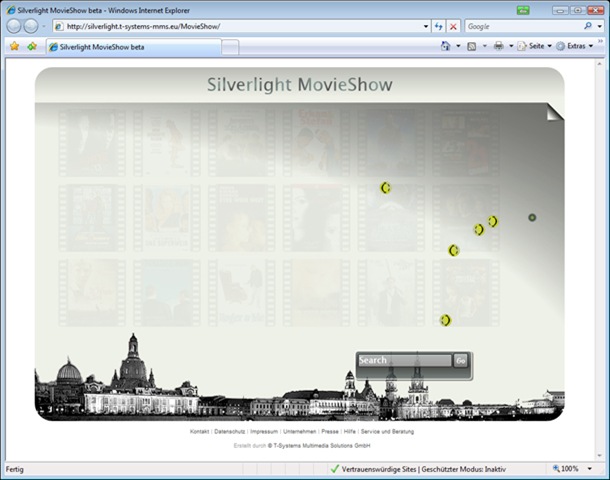 Silverlight MovieShow beta - Windows Internet Explorer
http://silverlight.t-systems-mms.eu/MovieShow/
Google
Silverlight MovieShow beta
Seite
Extras
Silverlight MovieShow
Search
Go
Kontakt | Datenschutz | Impressum | Unternehmen | Presse | Hilfe | Service und Beratung
Erstellt durch © T-Systems Multimedia Solutions GmbH
Fertig
Vertrauenswürdige Sites | Geschützter Modus: Inaktiv
100%